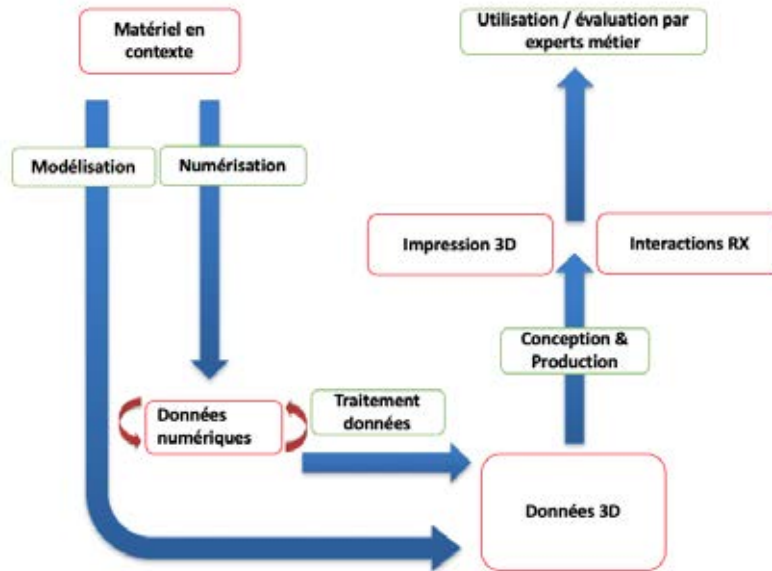 Matériel en
contexte
Utilisation / évaluation par
experts métier
Modélisation
Numérisation
Impression 3D
Interactions RX
Conception &
Production
Données
numériques
Traitement
données
Données 3D